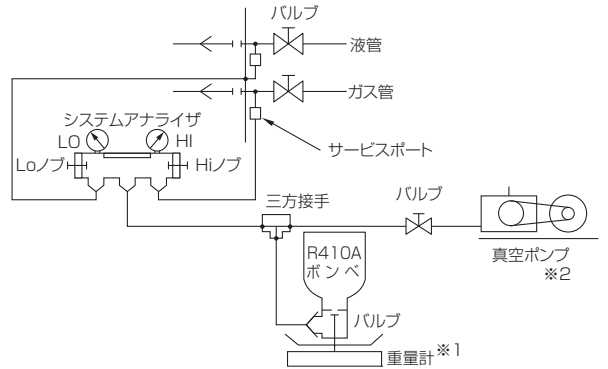 バルブ
液管
ガス管
システムアナライザ
LO
HI
Loノブ
Hiノブ
サービスポート
三方接手
バルブ
R410A
ボンベ
真空ポンプ
※2
バルブ
重量計※1